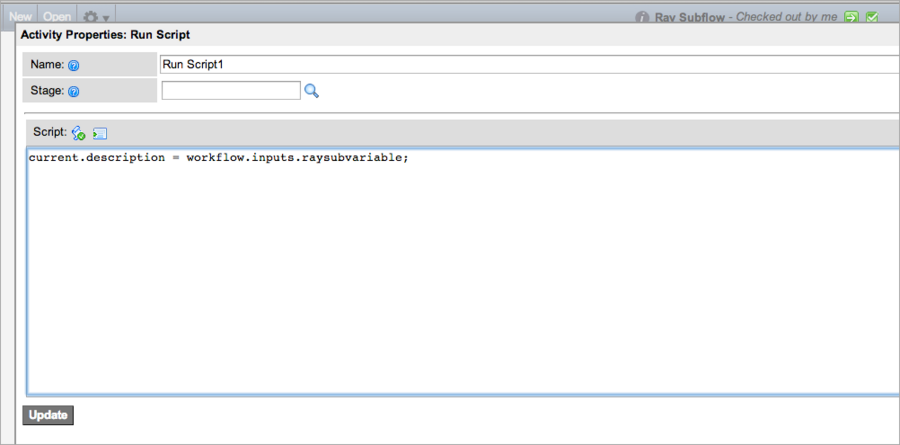 New Open Ray Subflow - Checked out by me
Activity Properties: Run Script
Name: Run Script1
Stage:
Script:
current.description = workflow.inputs.raysubvariable;
Update